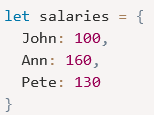 let salaries = {
  John: 100,
  Ann: 160,
  Pete: 130
}